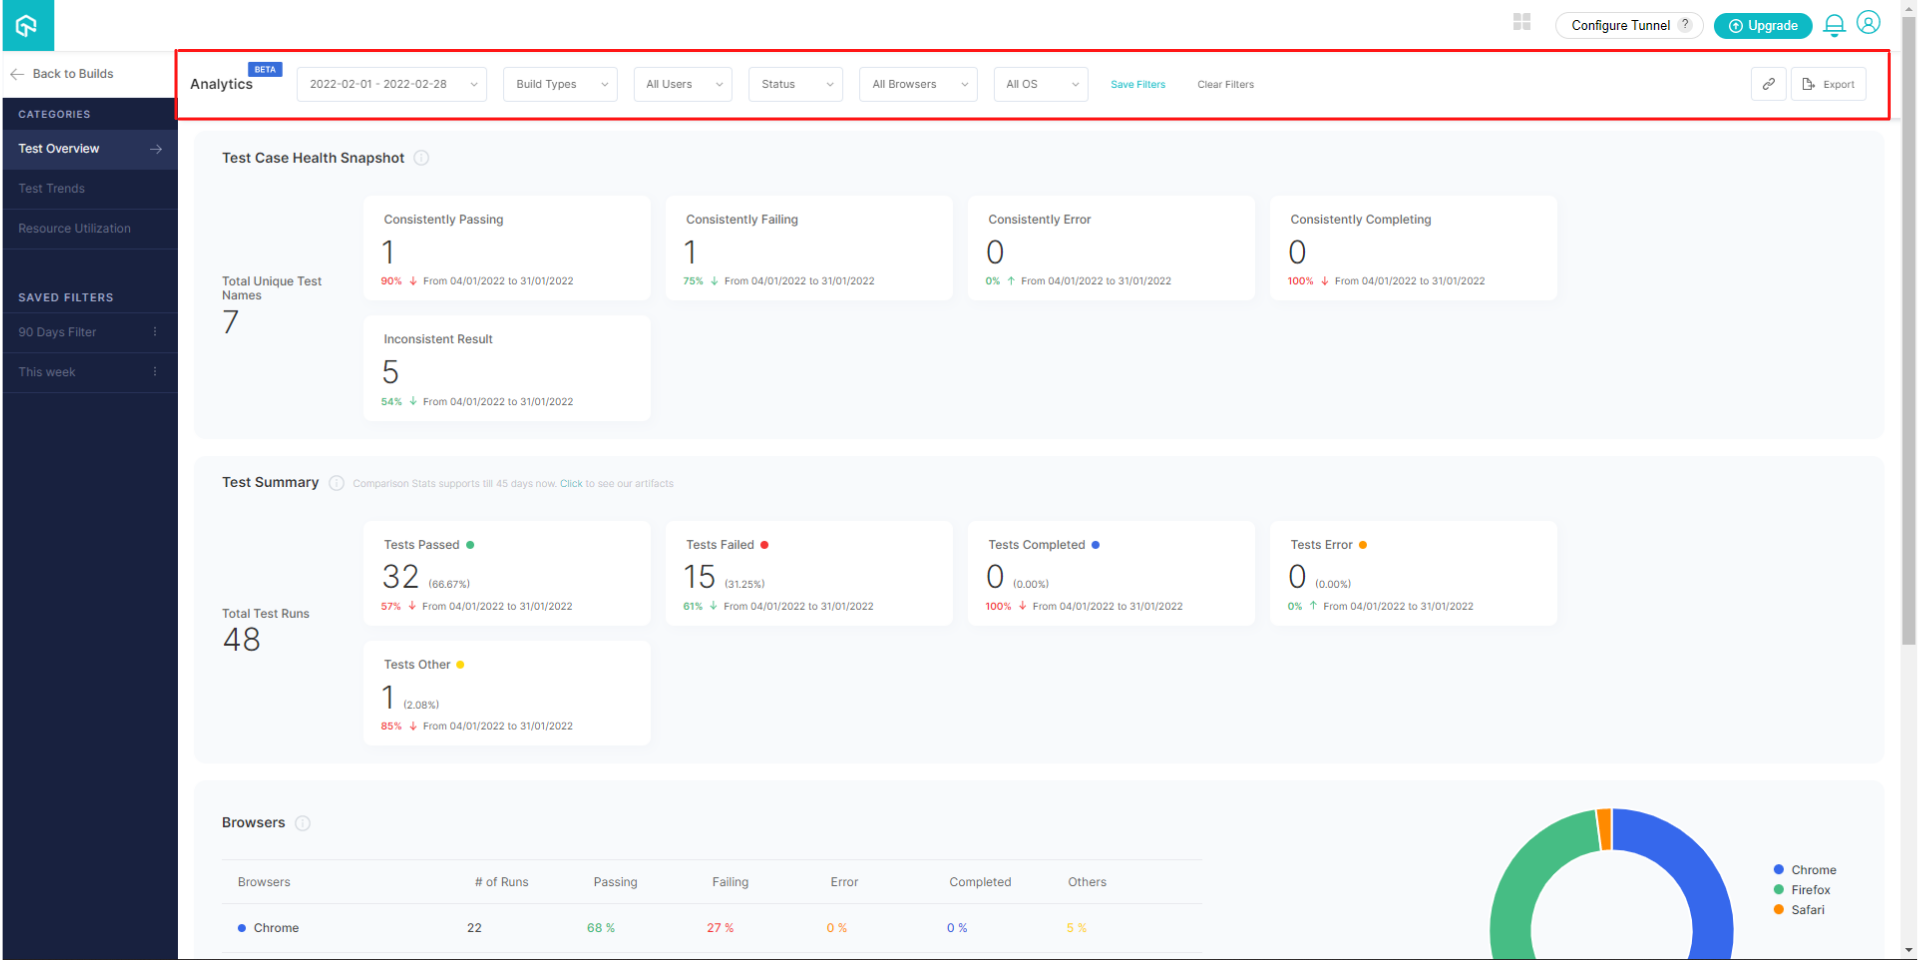 Configure Tunnel ?
Upgrade
Back to Builds
Analytics
BETA
2022-02-01 - 2022-02-28
Build Types
All Users
Status
All Browsers
All OS
Save Filters
Clear Filters
Export
CATEGORIES
Test Overview
Test Trends
Resource Utilization
SAVED FILTERS
90 Days Filter
This week
Test Case Health Snapshot
Total Unique Test
Names
7
Consistently Passing
1
90% ↓ From 04/01/2022 to 31/01/2022
Consistently Failing
1
75% ↓ From 04/01/2022 to 31/01/2022
Consistently Error
0
0% ↑ From 04/01/2022 to 31/01/2022
Consistently Completing
0
100% ↓ From 04/01/2022 to 31/01/2022
Inconsistent Result
5
54% ↓ From 04/01/2022 to 31/01/2022
Test Summary
Comparison Stats supports till 45 days now. Click to see our artifacts
Total Test Runs
48
Tests Passed
32 (66.67%)
57% ↓ From 04/01/2022 to 31/01/2022
Tests Failed
15 (31.25%)
61% ↓ From 04/01/2022 to 31/01/2022
Tests Completed
0 (0.00%)
100% ↓ From 04/01/2022 to 31/01/2022
Tests Error
0 (0.00%)
0% ↑ From 04/01/2022 to 31/01/2022
Tests Other
1 (2.08%)
85% ↓ From 04/01/2022 to 31/01/2022
Browsers
Browsers # of Runs Passing Failing Error Completed Others
Chrome 22 68 % 27 % 0 % 0 % 5 %
Chrome
Firefox
Safari